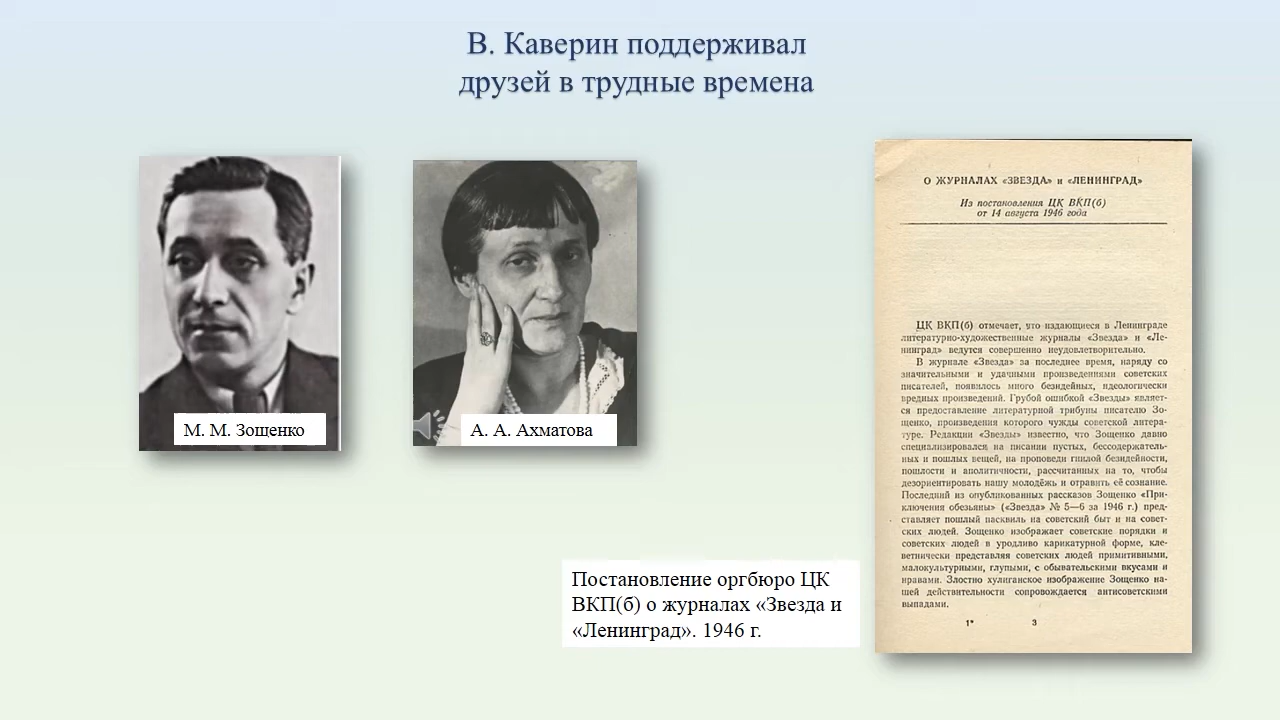 В. Каверин поддерживал
друзей в трудные времена
М. М. Зощенко
А. А. Ахматова
Постановление оргбюро ЦК
ВКП(б) о журналах «Звезда и
«Ленинград». 1946 г.
О ЖУРНАЛАХ «ЗВЕЗДА» и «ЛЕНИНГРАД»
Из постановления ЦК ВКП(б)
от 14 августа 1946 года
ЦК ВКП(б) отмечает, что издающиеся в Ленинграде
литературно-художественные журналы «Звезда» и «Ле-
нинград» ведутся совершенно неудовлетворительно.
В журнале «Звезда» за последнее время, наряду со
значительными и удачными произведениями советских
писателей, появилось много безидейных, идеологически
вредных произведений. Грубой ошибкой «Звезды» являет-
ся предоставление литературной трибуны писателю Зо-
щенко, произведения которого чужды советской литера-
туре. Редакции «Звезды» известно, что Зощенко давно
специализировался на писании пустых, бессодержатель-
ных и пошлых вещей, на проповеди гнилой безидейности,
пошлости и аполитичности, рассчитанных на то, чтобы
дезориентировать нашу молодёжь и отравить её сознание.
Последний из опубликованных рассказов Зощенко «При-
ключения обезьяны» («Звезда» № 5—6 за 1946 г.) пред-
ставляет пошлый пасквиль на советский быт и на совет-
ских людей. Зощенко изображает советские порядки и
советских людей в уродливо карикатурной форме, кле-
ветнически представляя советских людей примитивными,
малокультурными, глупыми, с обывательскими вкусами и
нравами. Злостно хулиганское изображение Зощенко на-
шей действительности сопровождается антисоветскими
выпадами.
1* 3